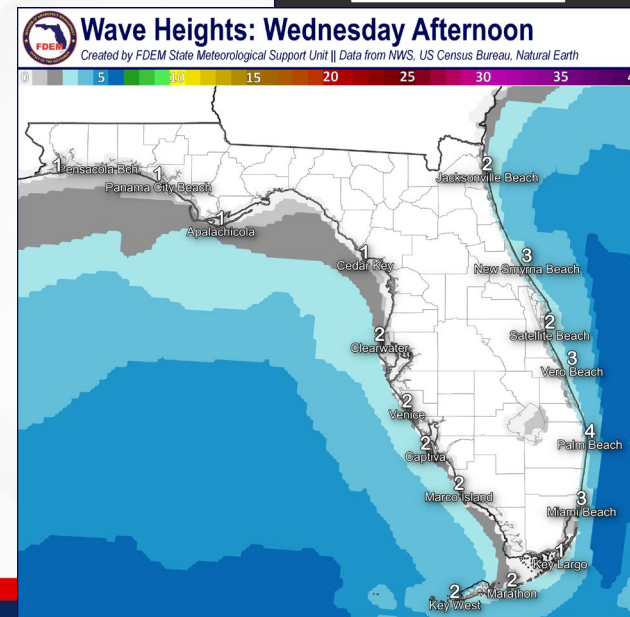 FDEM
Wave Heights: Wednesday Afternoon
Created by FDEM State Meteorological Support Unit || Data from NWS, US Census Bureau, Natural Earth
0 5 10 15 20 25 30 35
2
Jacksonville Beach
1
Pensacola Bch
1
Panama City Beach
1
Apalachicola
1
Cedar Key
3
New Smyrna Beach
2
Satellite Beach
2
Clearwater
3
Vero Beach
2
Venice
4
Palm Beach
2
Captiva
2
Marco Island
3
Miami Beach
1
Key Largo
2
Marathon
2
Key West